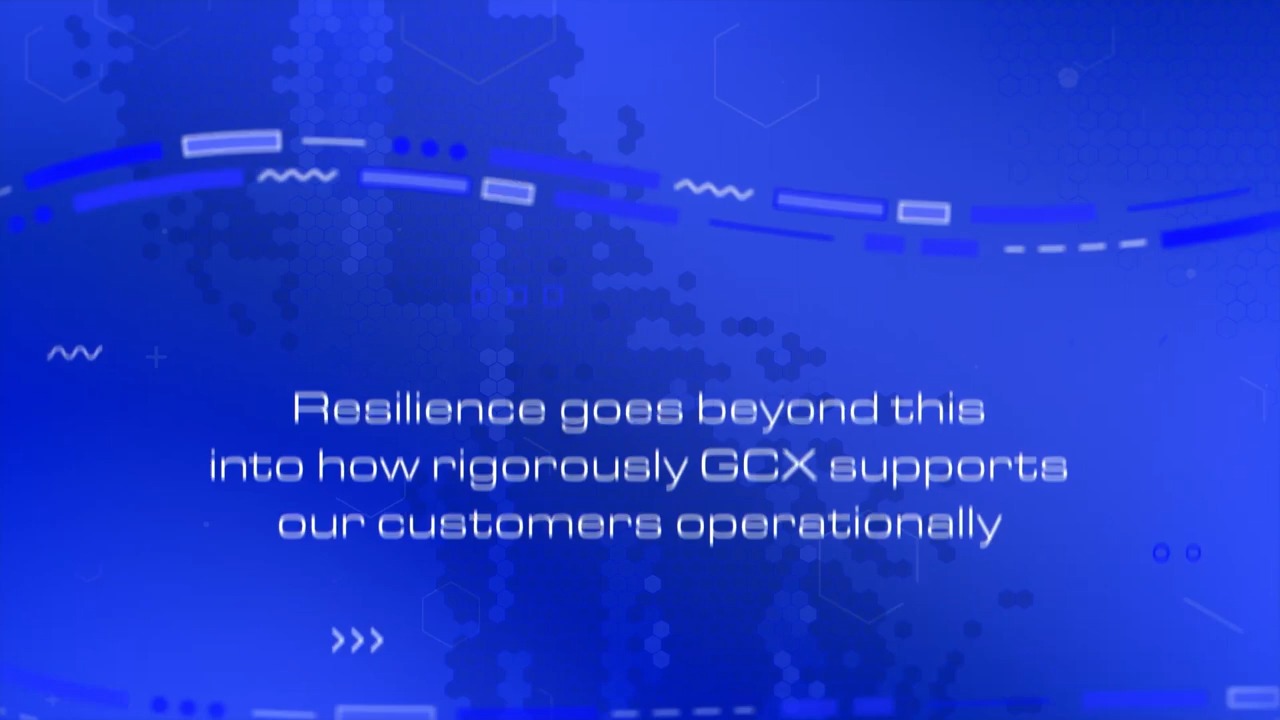 Resilience goes beyond this
into how rigorously GCX supports
our customers operationally